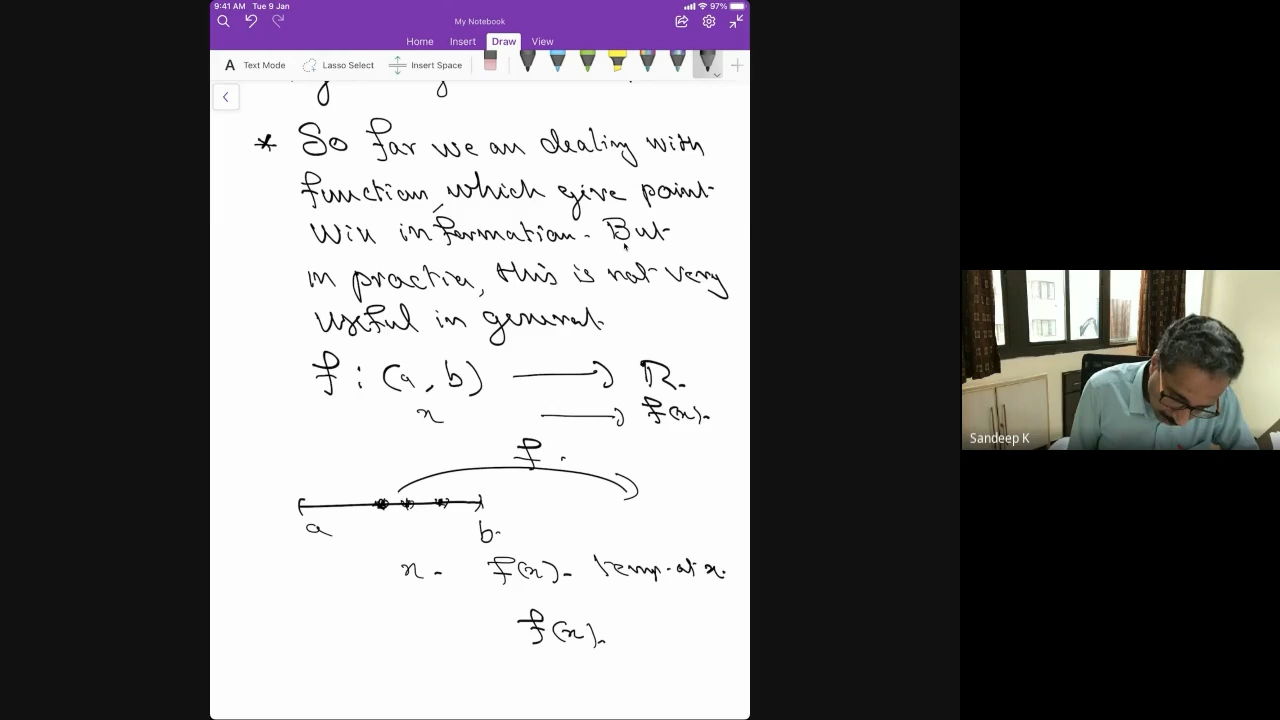 9:41 AM Tue 9 Jan
97%
My Notebook
Home Insert Draw View
A Text Mode Lasso Select Insert Space
* So far we an dealing with
function, which give point-
wise information. But
in practice, this is not very
useful in general.
f : (a, b) → R.
x → f(x).
f.
a b.
x. f(x). temp. at x.
f(x).
Sandeep K